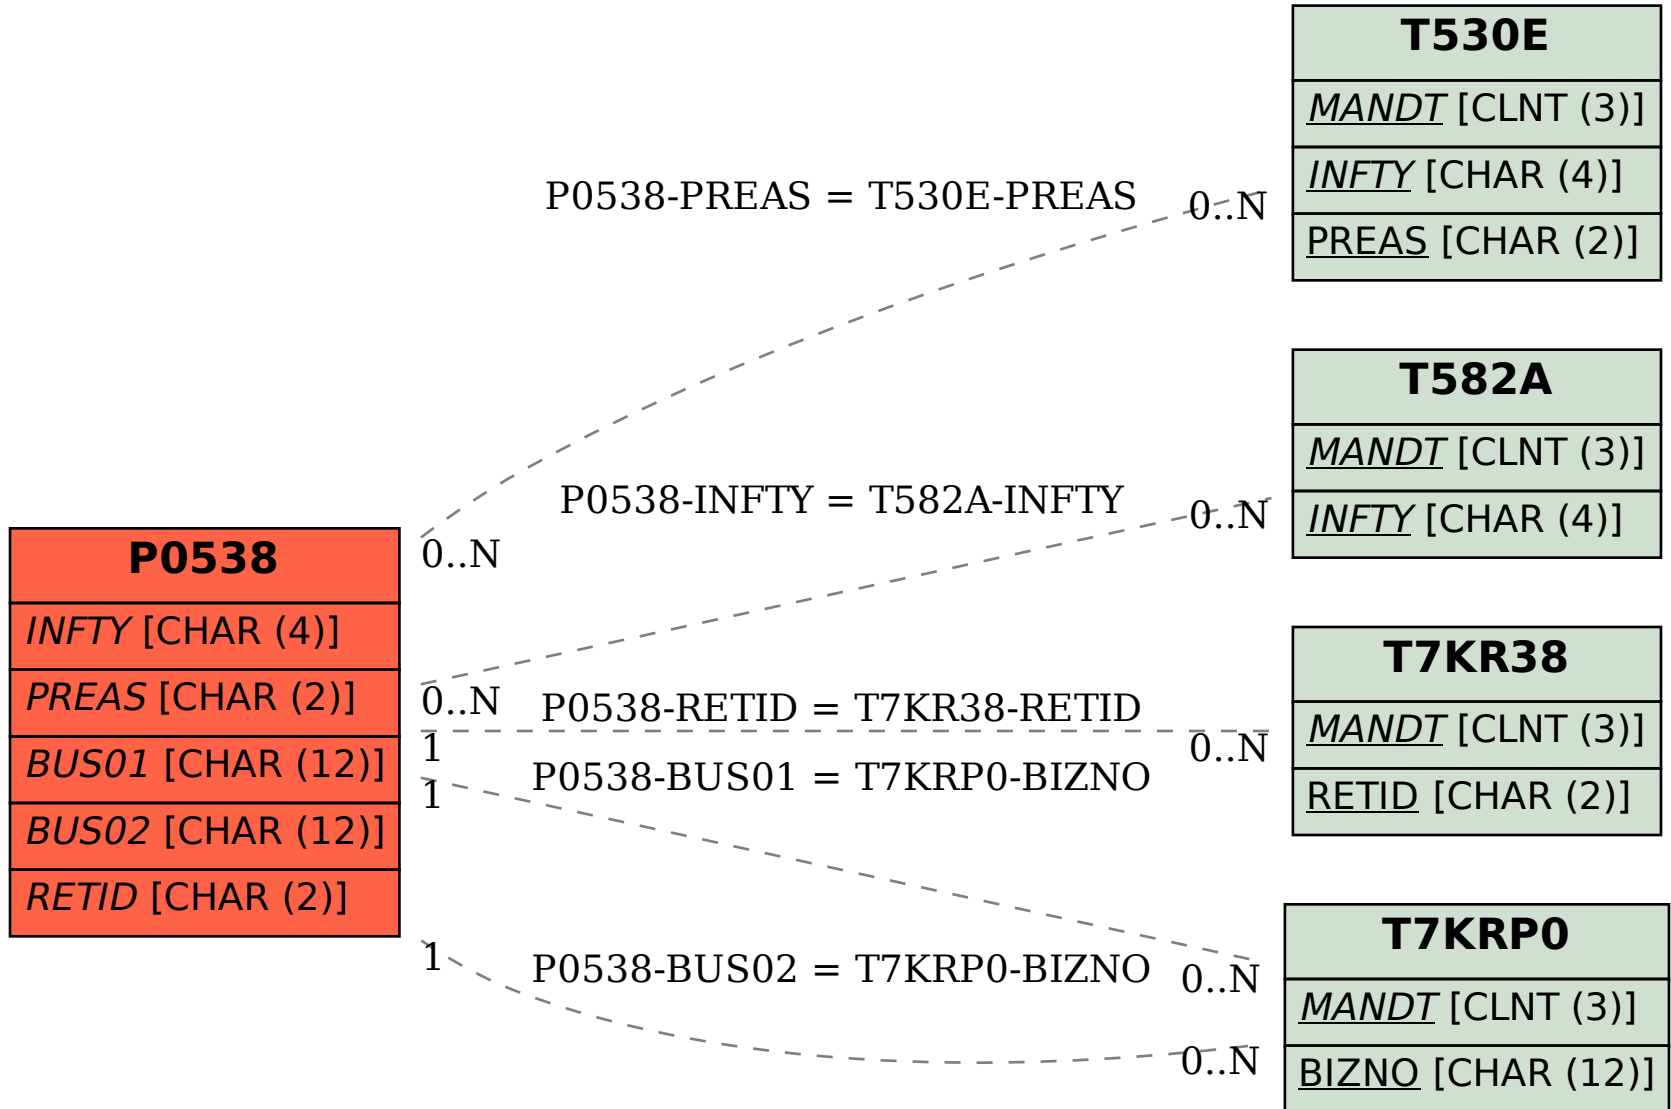 T530E
MANDT [CLNT (3)]
INFTY [CHAR (4)]
PREAS [CHAR (2)]
P0538-PREAS = T530E-PREAS
0..N
0..N
T582A
MANDT [CLNT (3)]
INFTY [CHAR (4)]
P0538-INFTY = T582A-INFTY
0..N
0..N
P0538
INFTY [CHAR (4)]
PREAS [CHAR (2)]
BUS01 [CHAR (12)]
BUS02 [CHAR (12)]
RETID [CHAR (2)]
P0538-RETID = T7KR38-RETID
1
0..N
T7KR38
MANDT [CLNT (3)]
RETID [CHAR (2)]
P0538-BUS01 = T7KRP0-BIZNO
1
0..N
P0538-BUS02 = T7KRP0-BIZNO
1
0..N
T7KRP0
MANDT [CLNT (3)]
BIZNO [CHAR (12)]